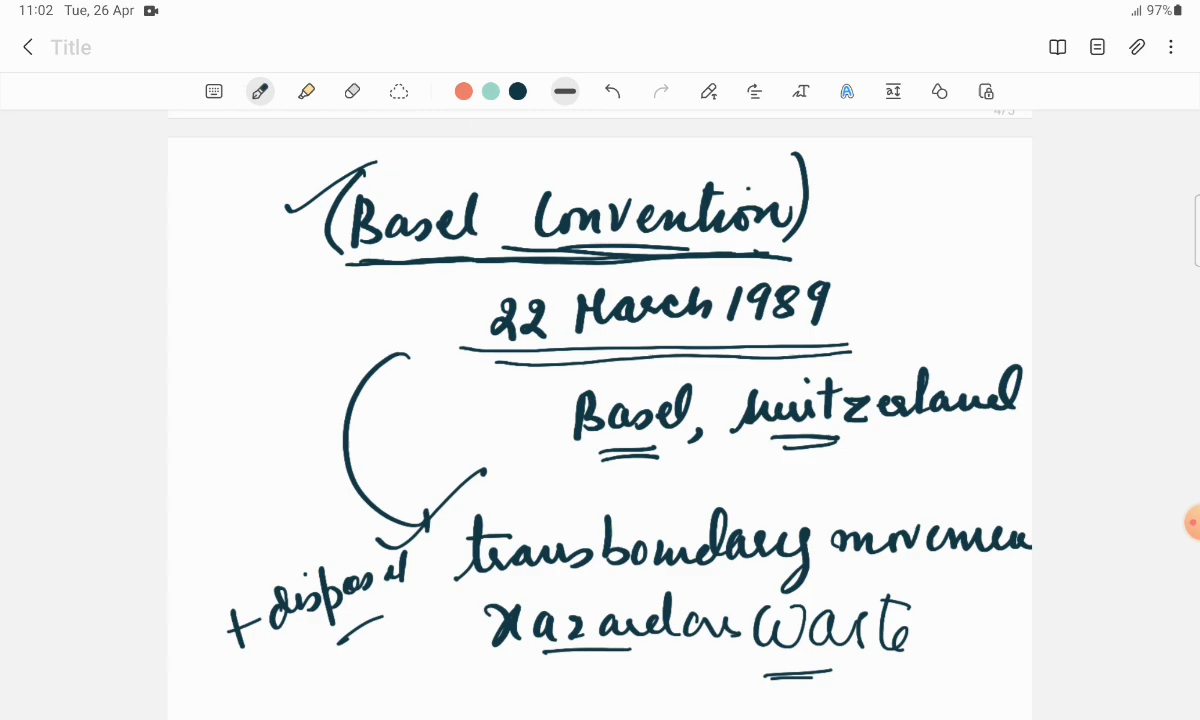 11:02 Tue, 26 Apr 97%
Title
(Basel Convention)
22 March 1989
Basel, Switzerland
transboundary movemen
+ disposal
Hazardous Waste